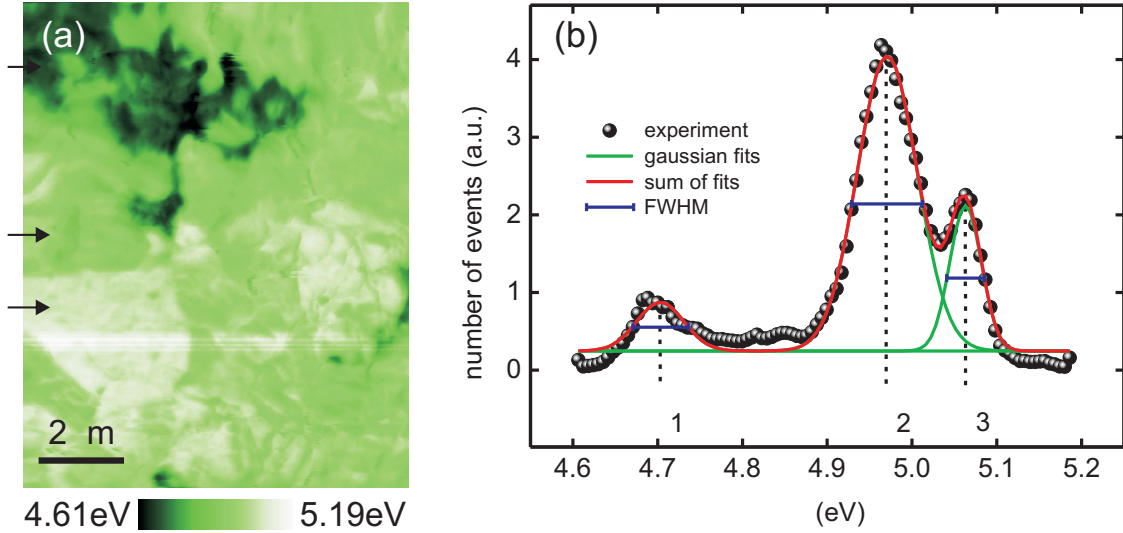 (a)
2 m
4.61eV 5.19eV
(b)
number of events (a.u.)
4
3
2
1
0
experiment
gaussian fits
sum of fits
FWHM
1 2 3
4.6 4.7 4.8 4.9 5.0 5.1 5.2
(eV)